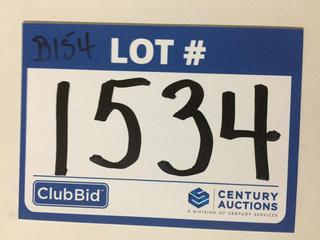 B154 LOT #
1534
ClubBid
CENTURY
AUCTIONS
A DIVISION OF CENTURY SERVICES